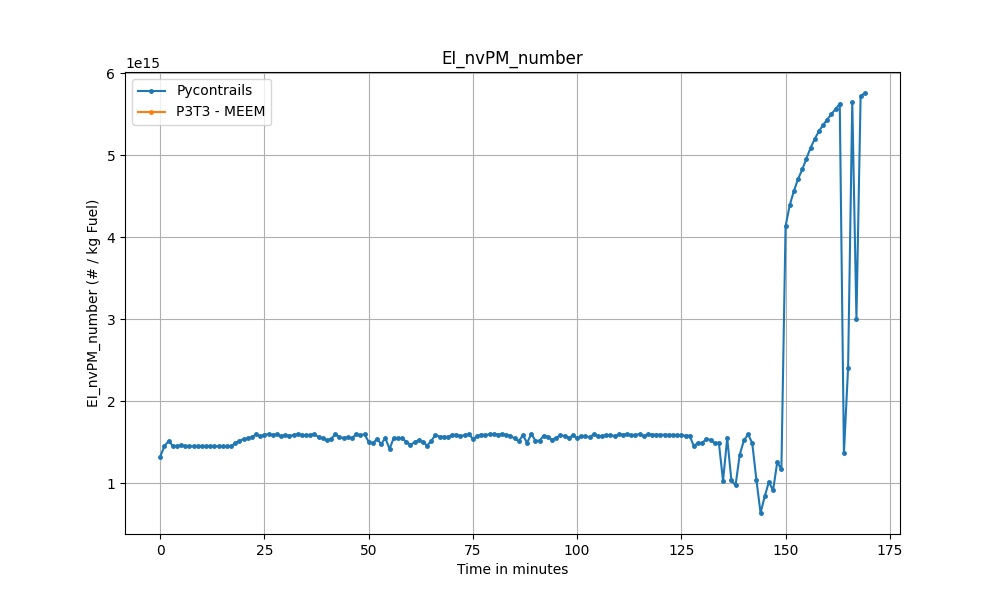 EI_nvPM_number
1e15
Pycontrails
P3T3 - MEEM
EI_nvPM_number (# / kg Fuel)
6
5
4
3
2
1
0 25 50 75 100 125 150 175
Time in minutes